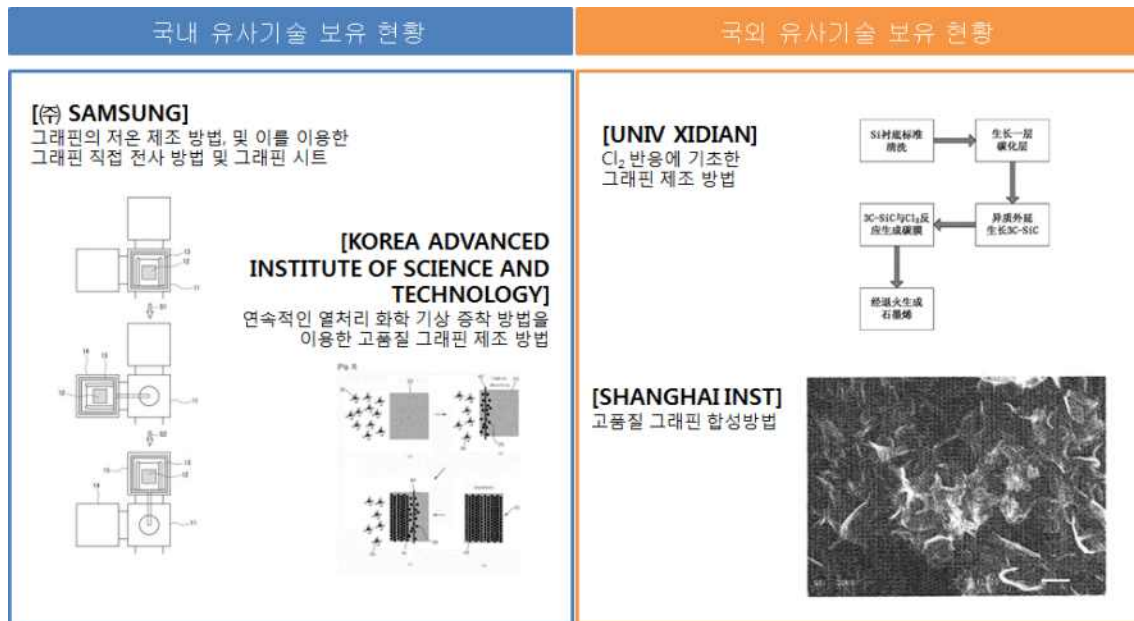 국내 유사기술 보유 현황
국외 유사기술 보유 현황
[㈜ SAMSUNG]
그래핀의 저온 제조 방법, 및 이를 이용한
그래핀 직접 전사 방법 및 그래핀 시트
[KOREA ADVANCED
INSTITUTE OF SCIENCE AND
TECHNOLOGY]
연속적인 열처리 화학 기상 증착 방법을
이용한 고품질 그래핀 제조 방법
[UNIV XIDIAN]
Cl₂ 반응에 기초한
그래핀 제조 방법
Si衬底标准
清洗
生长一层
碳化层
3C-SiC与Cl₂反
应生成碳膜
异质外延
生长3C-SiC
经退火生成
石墨烯
[SHANGHAI INST]
고품질 그래핀 합성방법